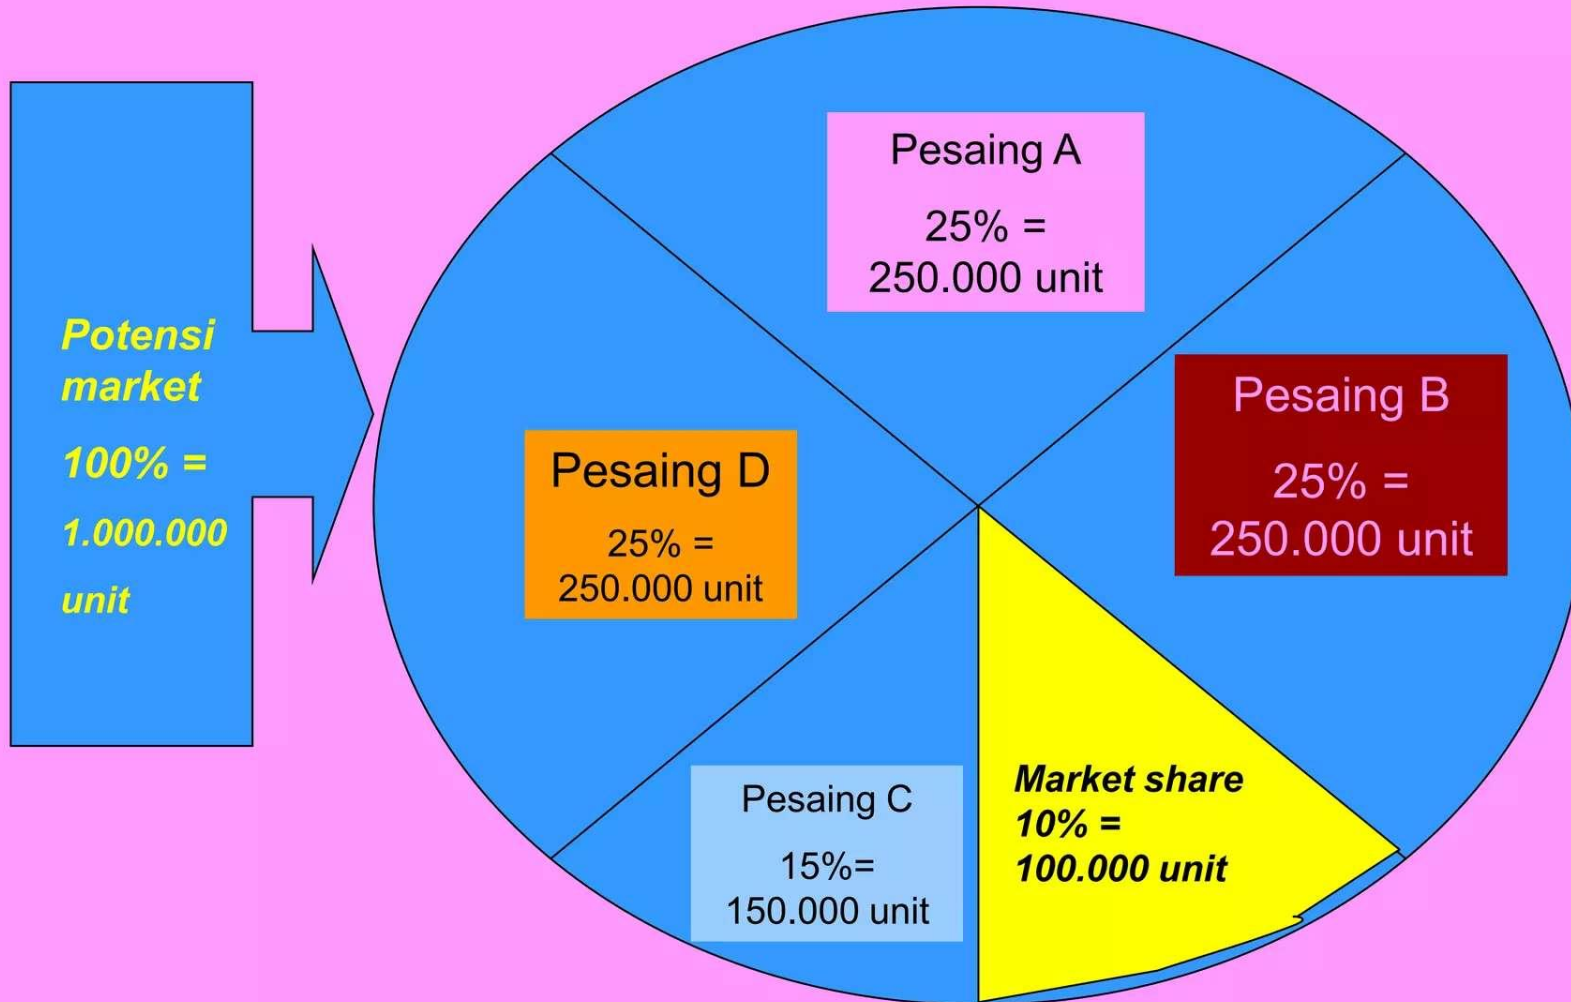 Potensi
market
100% =
1.000.000
unit
Pesaing A
25% =
250.000 unit
Pesaing B
25% =
250.000 unit
Pesaing D
25% =
250.000 unit
Pesaing C
15%=
150.000 unit
Market share
10% =
100.000 unit